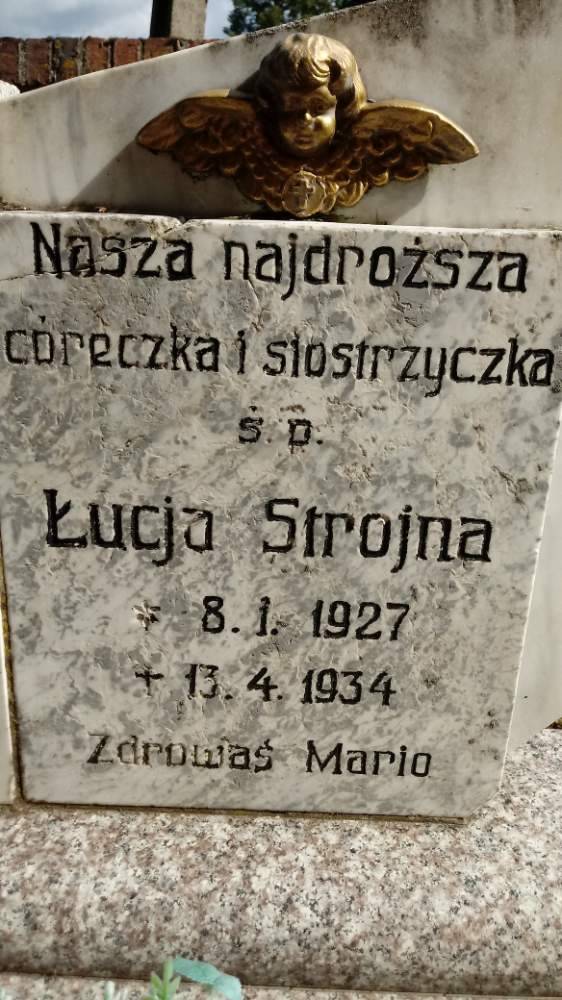 Nasza najdroższa
córeczka i siostrzyczka
ś. p.
Łucja Strojna
* 8. 1. 1927
+ 13. 4. 1934
Zdrowaś Mario